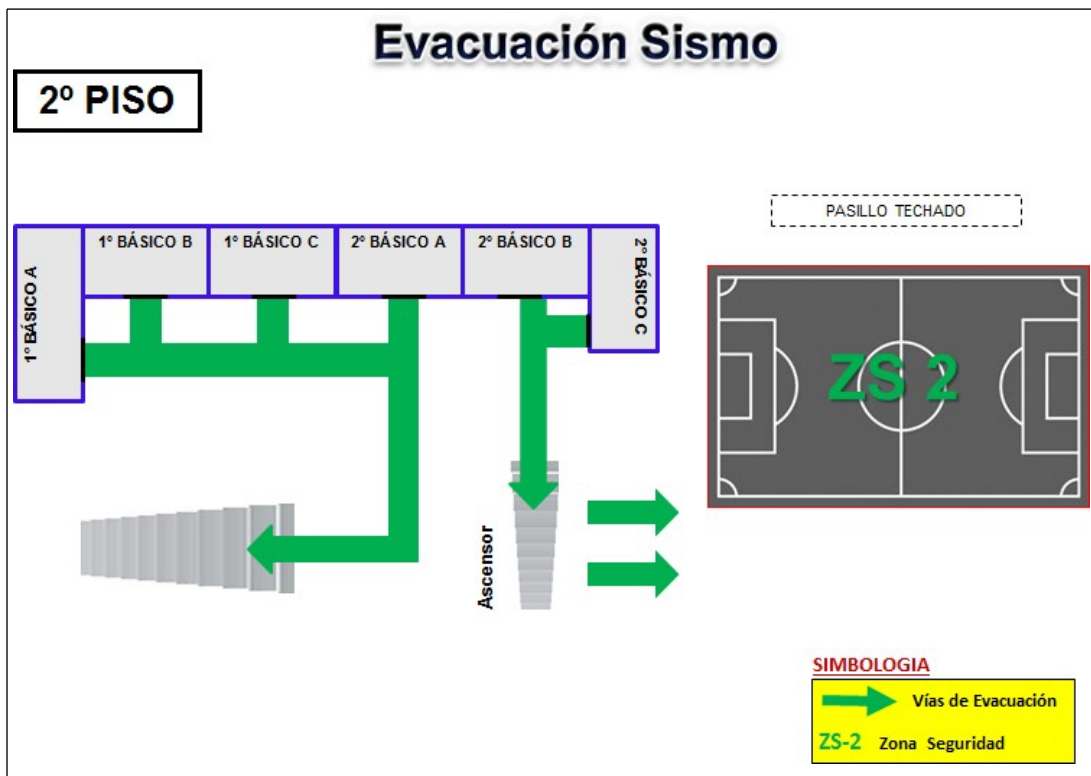 Evacuación Sismo
2º PISO
PASILLO TECHADO
1º BÁSICO A
1º BÁSICO B
1º BÁSICO C
2º BÁSICO A
2º BÁSICO B
2º BÁSICO C
ZS 2
Ascensor
SIMBOLOGIA
Vías de Evacuación
ZS-2 Zona Seguridad